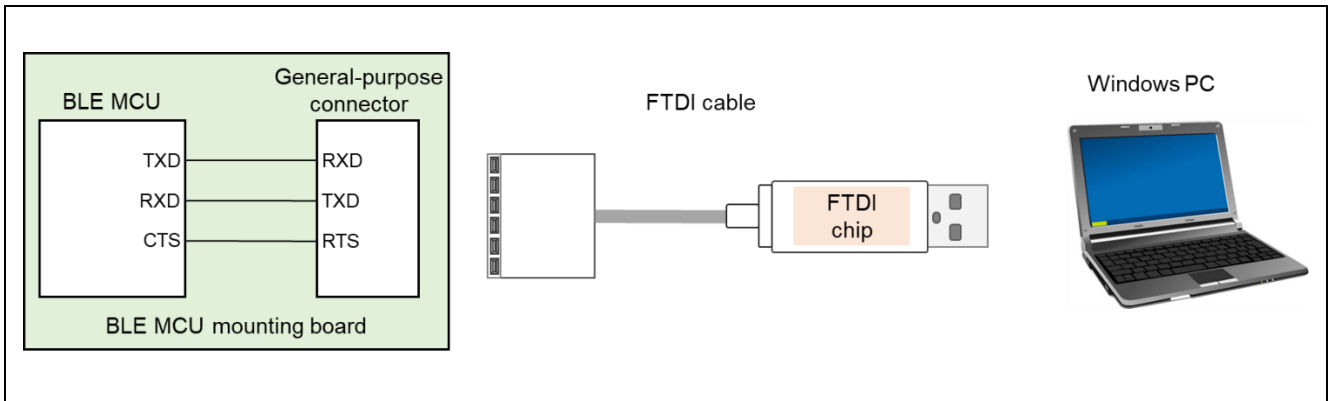 BLE MCU
General-purpose
connector
TXD
RXD
CTS
RXD
TXD
RTS
BLE MCU mounting board
FTDI cable
FTDI
chip
Windows PC